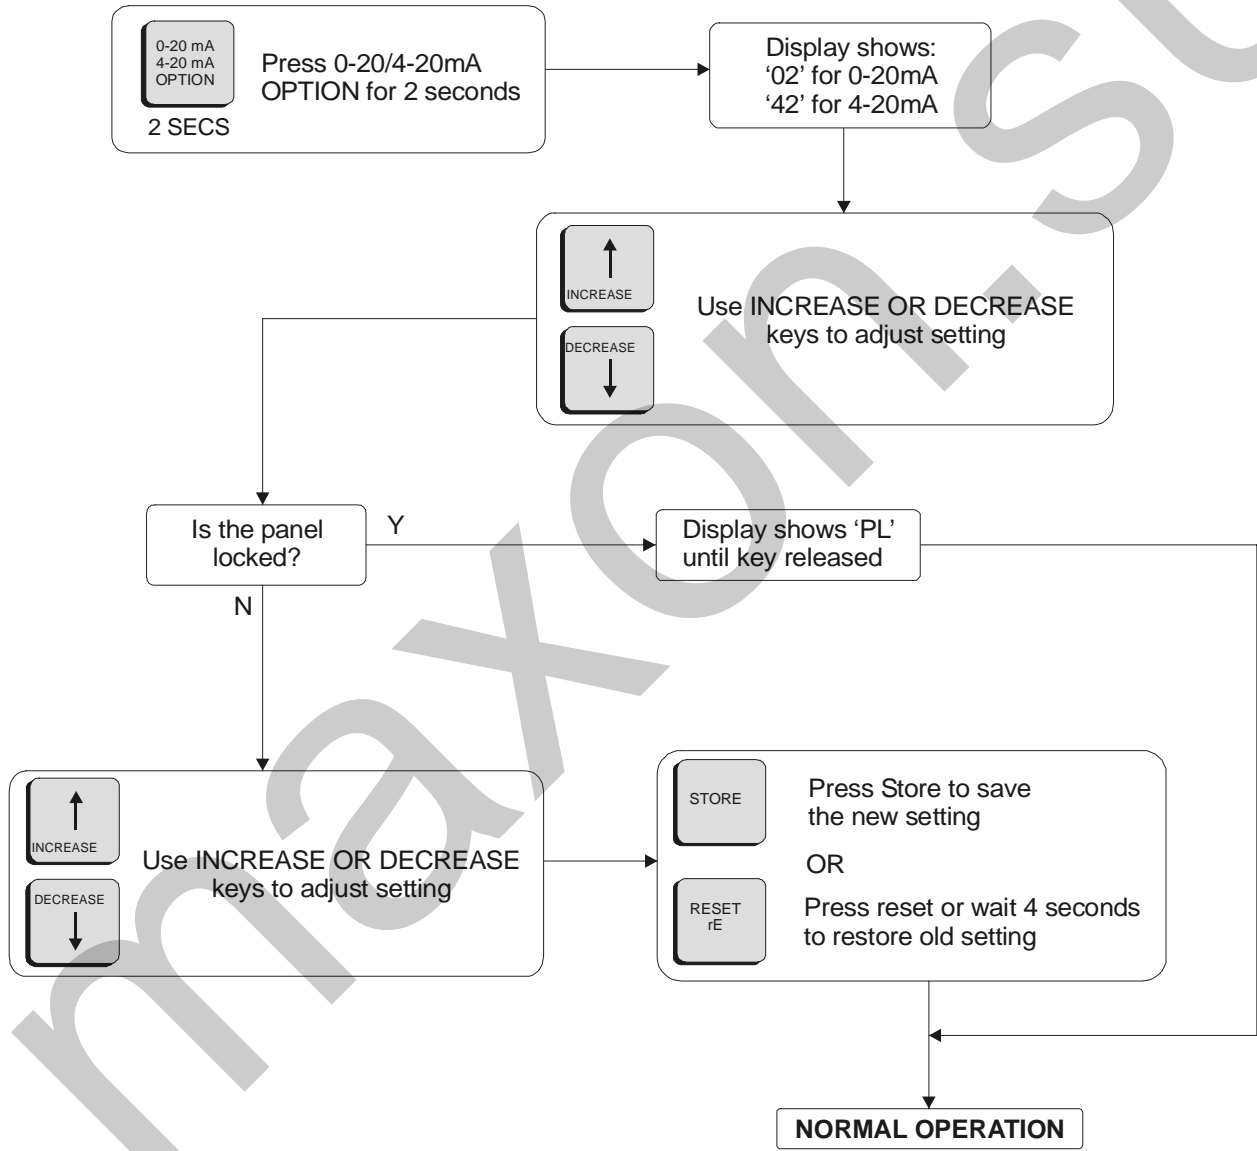 0-20 mA
4-20 mA
OPTION
2 SECS
Press 0-20/4-20mA
OPTION for 2 seconds
Display shows:
‘02’ for 0-20mA
‘42’ for 4-20mA
INCREASE
DECREASE
Use INCREASE OR DECREASE
keys to adjust setting
Is the panel
locked?
Y
N
Display shows ‘PL’
until key released
INCREASE
DECREASE
Use INCREASE OR DECREASE
keys to adjust setting
STORE
Press Store to save
the new setting
OR
RESET
rE
Press reset or wait 4 seconds
to restore old setting
NORMAL OPERATION
maxon.su